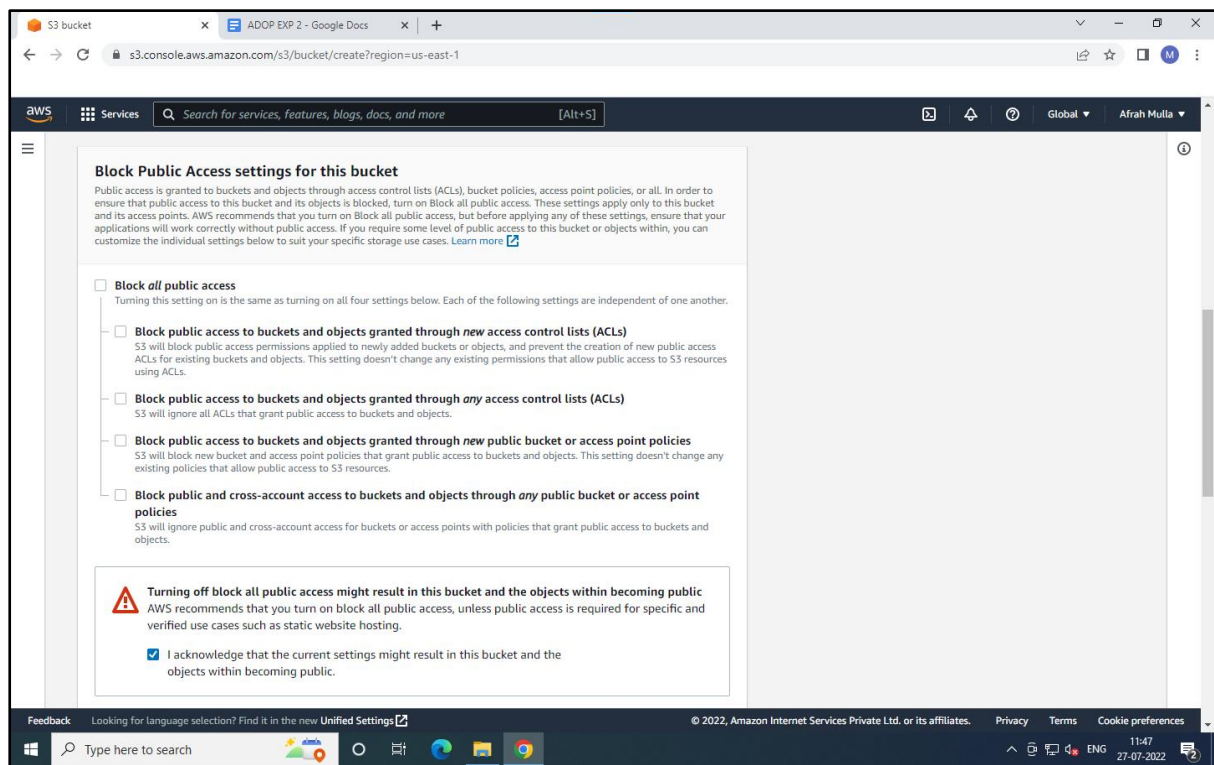 S3 bucket
ADOP EXP 2 - Google Docs
s3.console.aws.amazon.com/s3/bucket/create?region=us-east-1
M
aws
Services
Search for services, features, blogs, docs, and more
[Alt+S]
Global
Afrah Mulla
Block Public Access settings for this bucket
Public access is granted to buckets and objects through access control lists (ACLs), bucket policies, access point policies, or all. In order to
ensure that public access to this bucket and its objects is blocked, turn on Block all public access. These settings apply only to this bucket
and its access points. AWS recommends that you turn on Block all public access, but before applying any of these settings, ensure that your
applications will work correctly without public access. If you require some level of public access to this bucket or objects within, you can
customize the individual settings below to suit your specific storage use cases. Learn more
Block all public access
Turning this setting on is the same as turning on all four settings below. Each of the following settings are independent of one another.
Block public access to buckets and objects granted through new access control lists (ACLs)
S3 will block public access permissions applied to newly added buckets or objects, and prevent the creation of new public access
ACLs for existing buckets and objects. This setting doesn't change any existing permissions that allow public access to S3 resources
using ACLs.
Block public access to buckets and objects granted through any access control lists (ACLs)
S3 will ignore all ACLs that grant public access to buckets and objects.
Block public access to buckets and objects granted through new public bucket or access point policies
S3 will block new bucket and access point policies that grant public access to buckets and objects. This setting doesn't change any
existing policies that allow public access to S3 resources.
Block public and cross-account access to buckets and objects through any public bucket or access point
policies
S3 will ignore public and cross-account access for buckets or access points with policies that grant public access to buckets and
objects.
Turning off block all public access might result in this bucket and the objects within becoming public
AWS recommends that you turn on block all public access, unless public access is required for specific and
verified use cases such as static website hosting.
I acknowledge that the current settings might result in this bucket and the
objects within becoming public.
Feedback
Looking for language selection? Find it in the new Unified Settings
© 2022, Amazon Internet Services Private Ltd. or its affiliates.
Privacy
Terms
Cookie preferences
Type here to search
ENG
11:47
27-07-2022
2